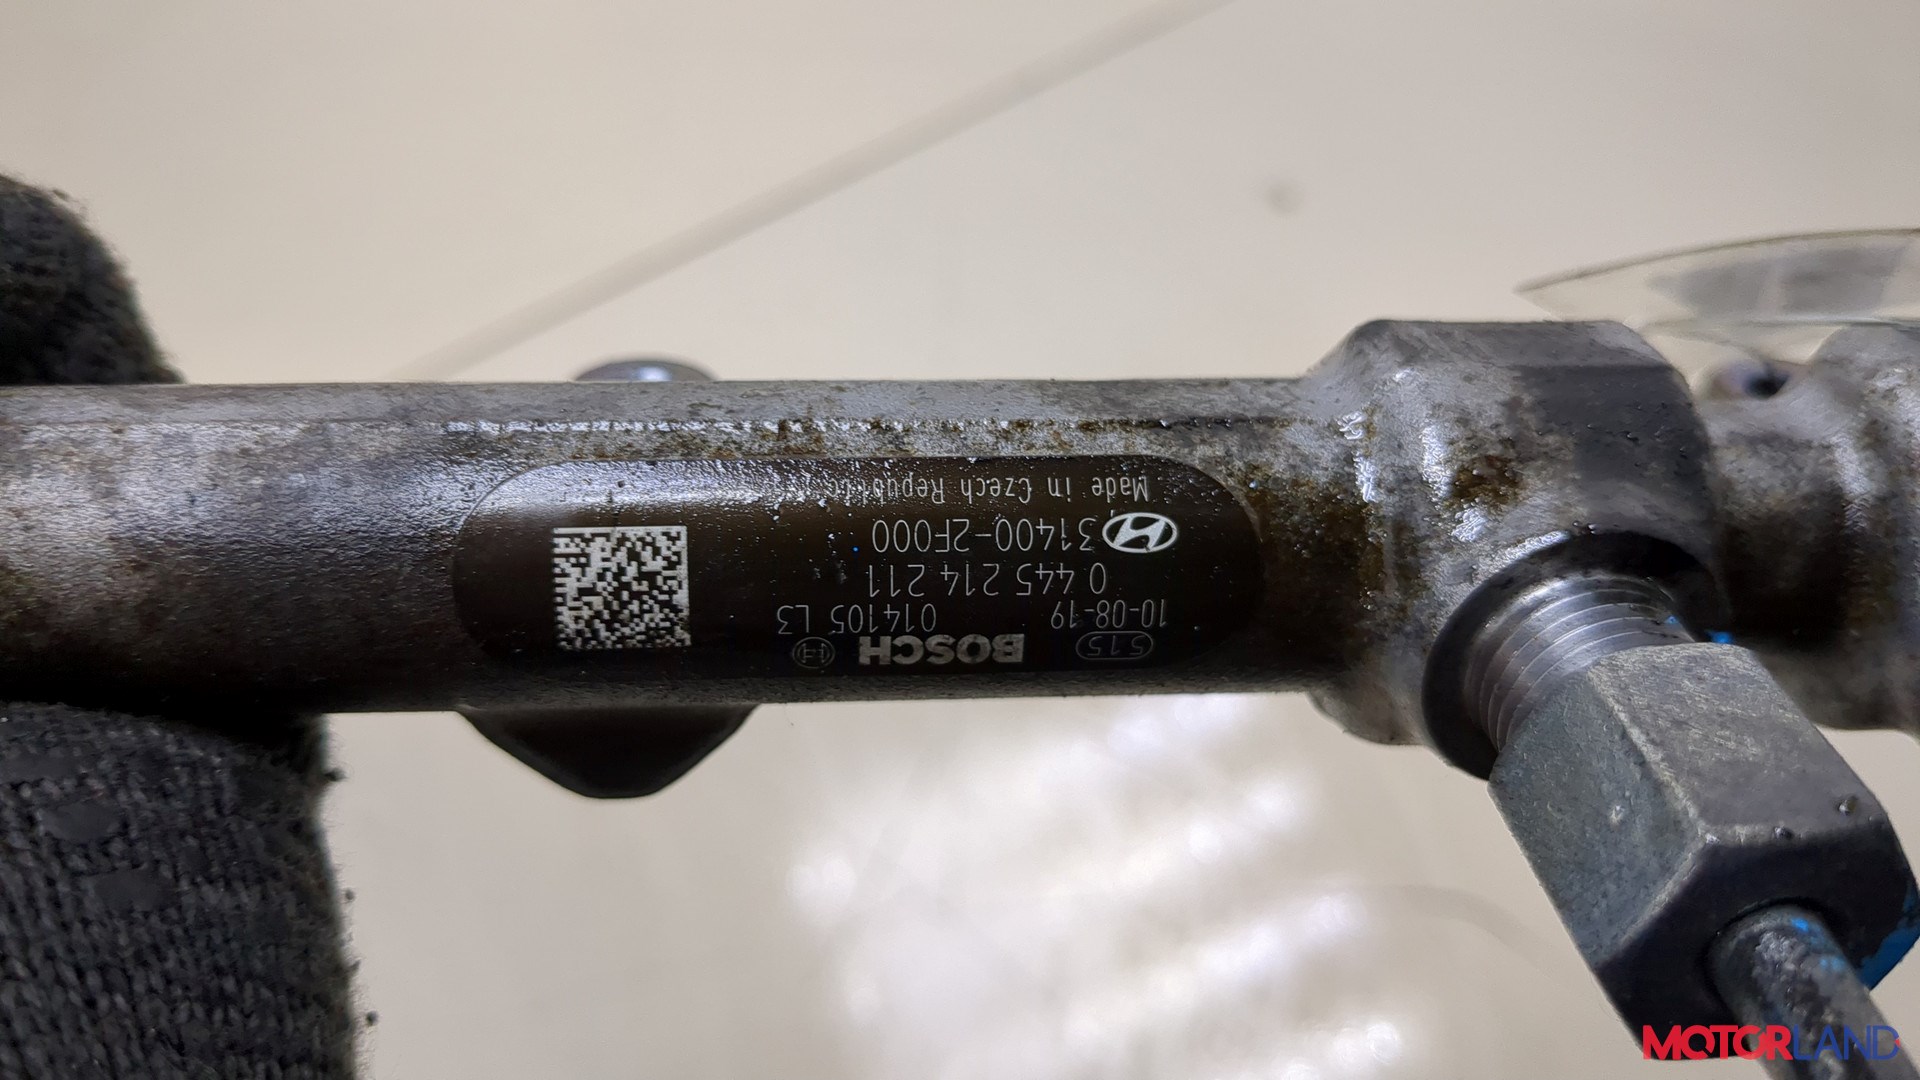 S15 BOSCH
10-08-19 014105 L3
0 445 214 211
31400-2F000
Made in Czech Republic
MOTORLAND